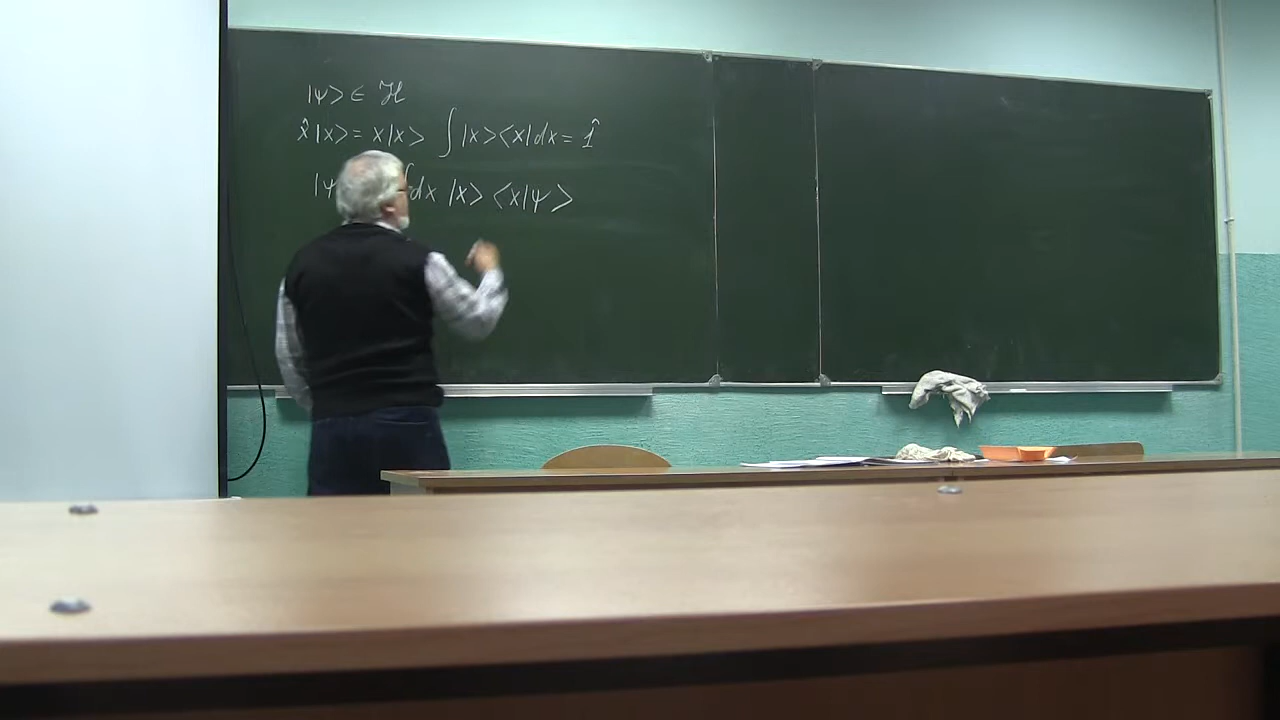 |ψ> ∈ ℋ
x̂|x> = x|x> ∫|x><x|dx = 1̂
|ψ dx |x> <x|ψ>